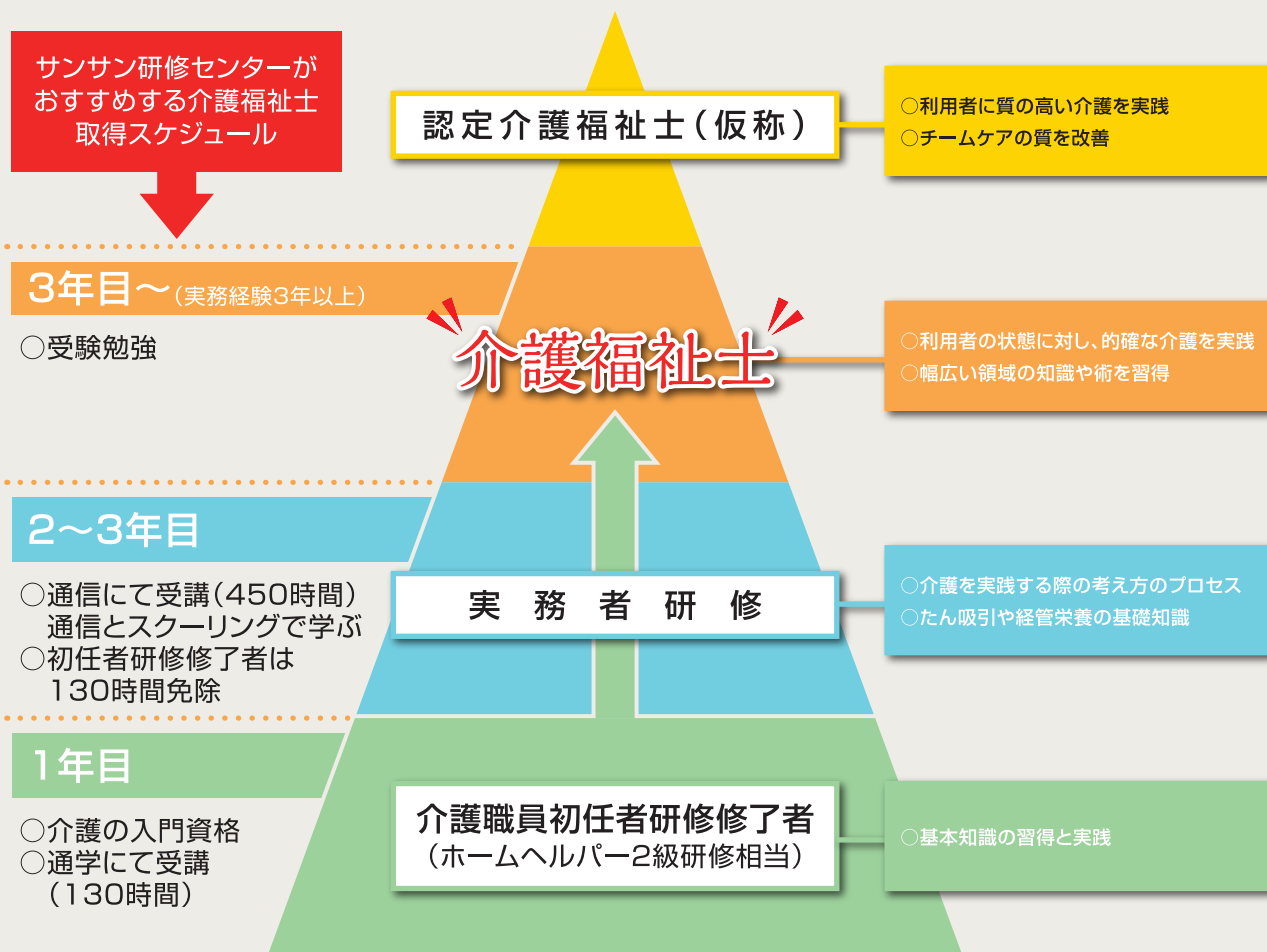 サンサン研修センターが
おすすめする介護福祉士
取得スケジュール
認定介護福祉士(仮称)
○利用者に質の高い介護を実践
○チームケアの質を改善
3年目〜(実務経験3年以上)
○受験勉強
介護福祉士
○利用者の状態に対し、的確な介護を実践
○幅広い領域の知識や術を習得
2〜3年目
○通信にて受講(450時間)
通信とスクーリングで学ぶ
○初任者研修修了者は
130時間免除
実務者研修
○介護を実践する際の考え方のプロセス
○たん吸引や経管栄養の基礎知識
1年目
○介護の入門資格
○通学にて受講
(130時間)
介護職員初任者研修修了者
(ホームヘルパー2級研修相当)
○基本知識の習得と実践